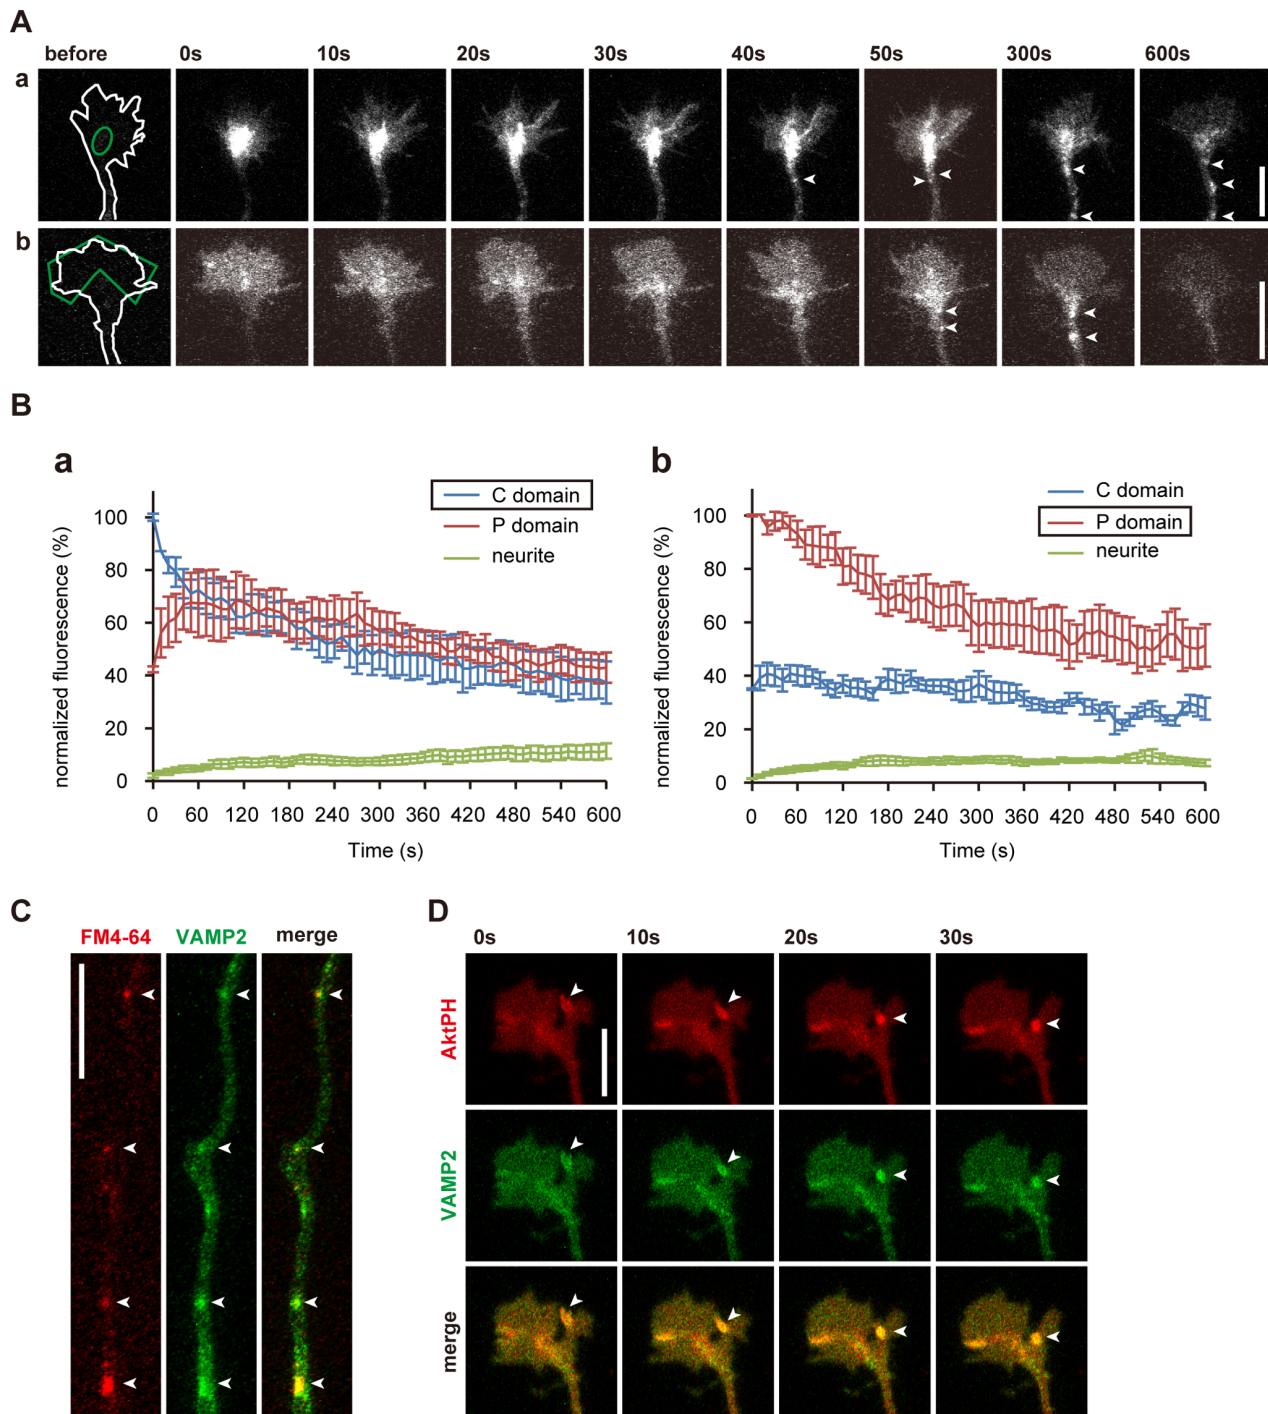 A
before 0s 10s 20s 30s 40s 50s 300s 600s
a
b
B
a
C domain
P domain
neurite
normalized fluorescence (%)
100
80
60
40
20
0
0 60 120 180 240 300 360 420 480 540 600
Time (s)
b
C domain
P domain
neurite
normalized fluorescence (%)
100
80
60
40
20
0
0 60 120 180 240 300 360 420 480 540 600
Time (s)
C
FM4-64 VAMP2 merge
D
0s 10s 20s 30s
AktPH
VAMP2
merge